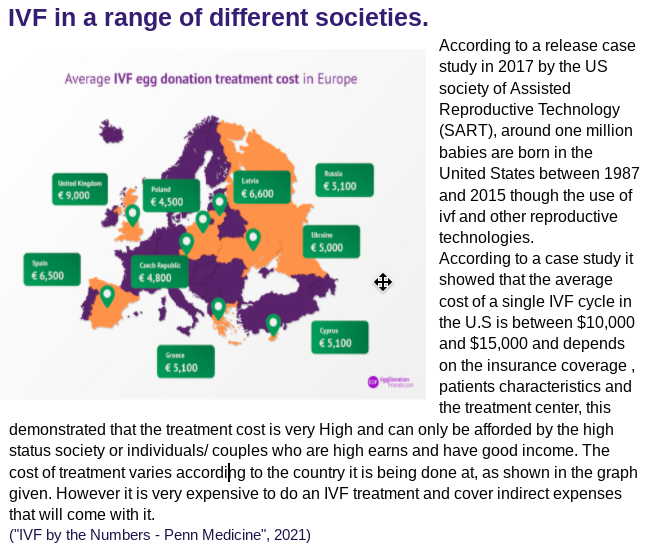 IVF in a range of different societies.
Average IVF egg donation treatment cost in Europe
United Kingdom
€ 9,000
Poland
€ 4,500
Latvia
€ 6,600
Russia
€ 5,100
Ukraine
€ 5,000
Spain
€ 6,500
Czech Republic
€ 4,800
Cyprus
€ 5,100
Greece
€ 5,100
EggDonation
Friends.com
According to a release case
study in 2017 by the US
society of Assisted
Reproductive Technology
(SART), around one million
babies are born in the
United States between 1987
and 2015 though the use of
ivf and other reproductive
technologies.
According to a case study it
showed that the average
cost of a single IVF cycle in
the U.S is between $10,000
and $15,000 and depends
on the insurance coverage ,
patients characteristics and
the treatment center, this
demonstrated that the treatment cost is very High and can only be afforded by the high
status society or individuals/ couples who are high earns and have good income. The
cost of treatment varies according to the country it is being done at, as shown in the graph
given. However it is very expensive to do an IVF treatment and cover indirect expenses
that will come with it.
("IVF by the Numbers - Penn Medicine", 2021)